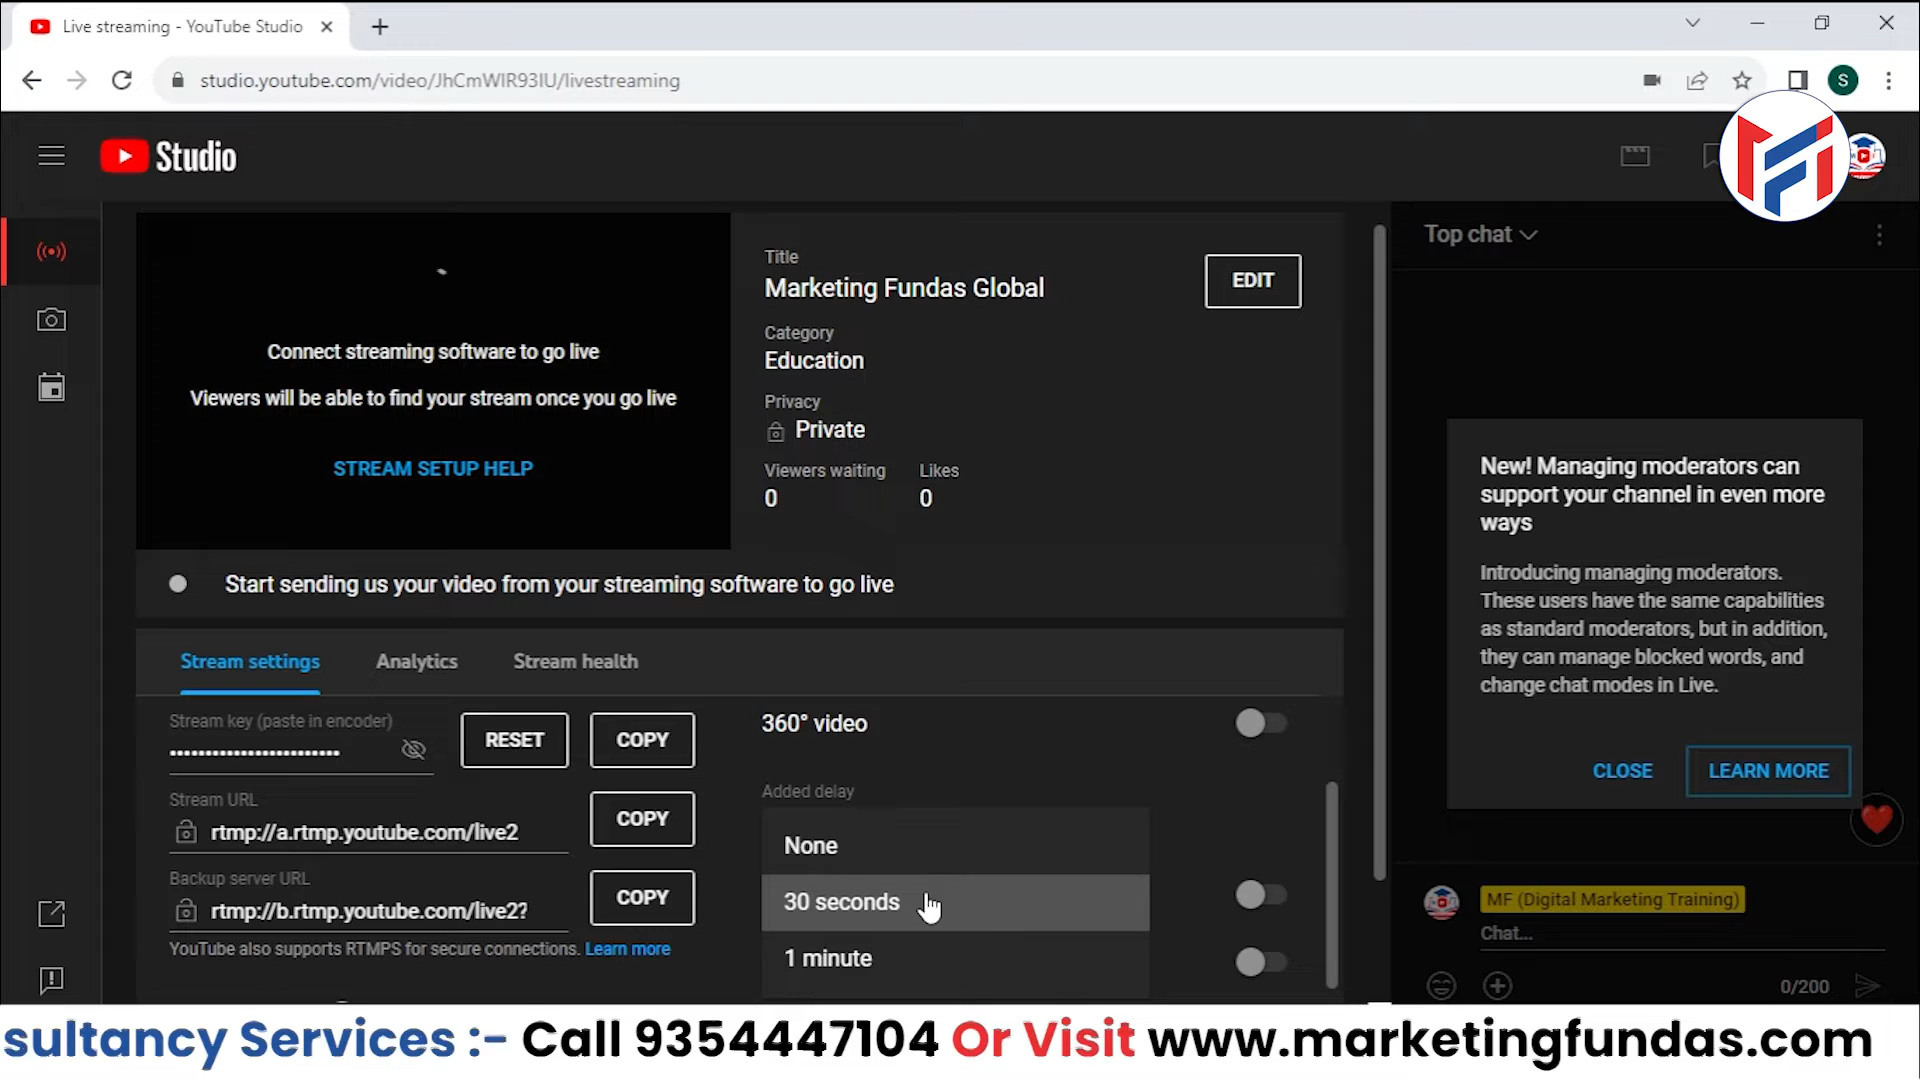 Live streaming - YouTube Studio
studio.youtube.com/video/JhCmWIR93IU/livestreaming
S
Studio
Connect streaming software to go live
Viewers will be able to find your stream once you go live
STREAM SETUP HELP
Title
Marketing Fundas Global
EDIT
Category
Education
Privacy
Private
Viewers waiting Likes
0 0
Start sending us your video from your streaming software to go live
Stream settings Analytics Stream health
Stream key (paste in encoder)
•••••••••••••••••••••••• RESET COPY
Stream URL
rtmp://a.rtmp.youtube.com/live2 COPY
Backup server URL
rtmp://b.rtmp.youtube.com/live2? COPY
YouTube also supports RTMPS for secure connections. Learn more
360° video
Added delay
None
30 seconds
1 minute
Top chat
New! Managing moderators can
support your channel in even more
ways
Introducing managing moderators.
These users have the same capabilities
as standard moderators, but in addition,
they can manage blocked words, and
change chat modes in Live.
CLOSE LEARN MORE
MF (Digital Marketing Training)
Chat...
0/200
sultancy Services :- Call 9354447104 Or Visit www.marketingfundas.com